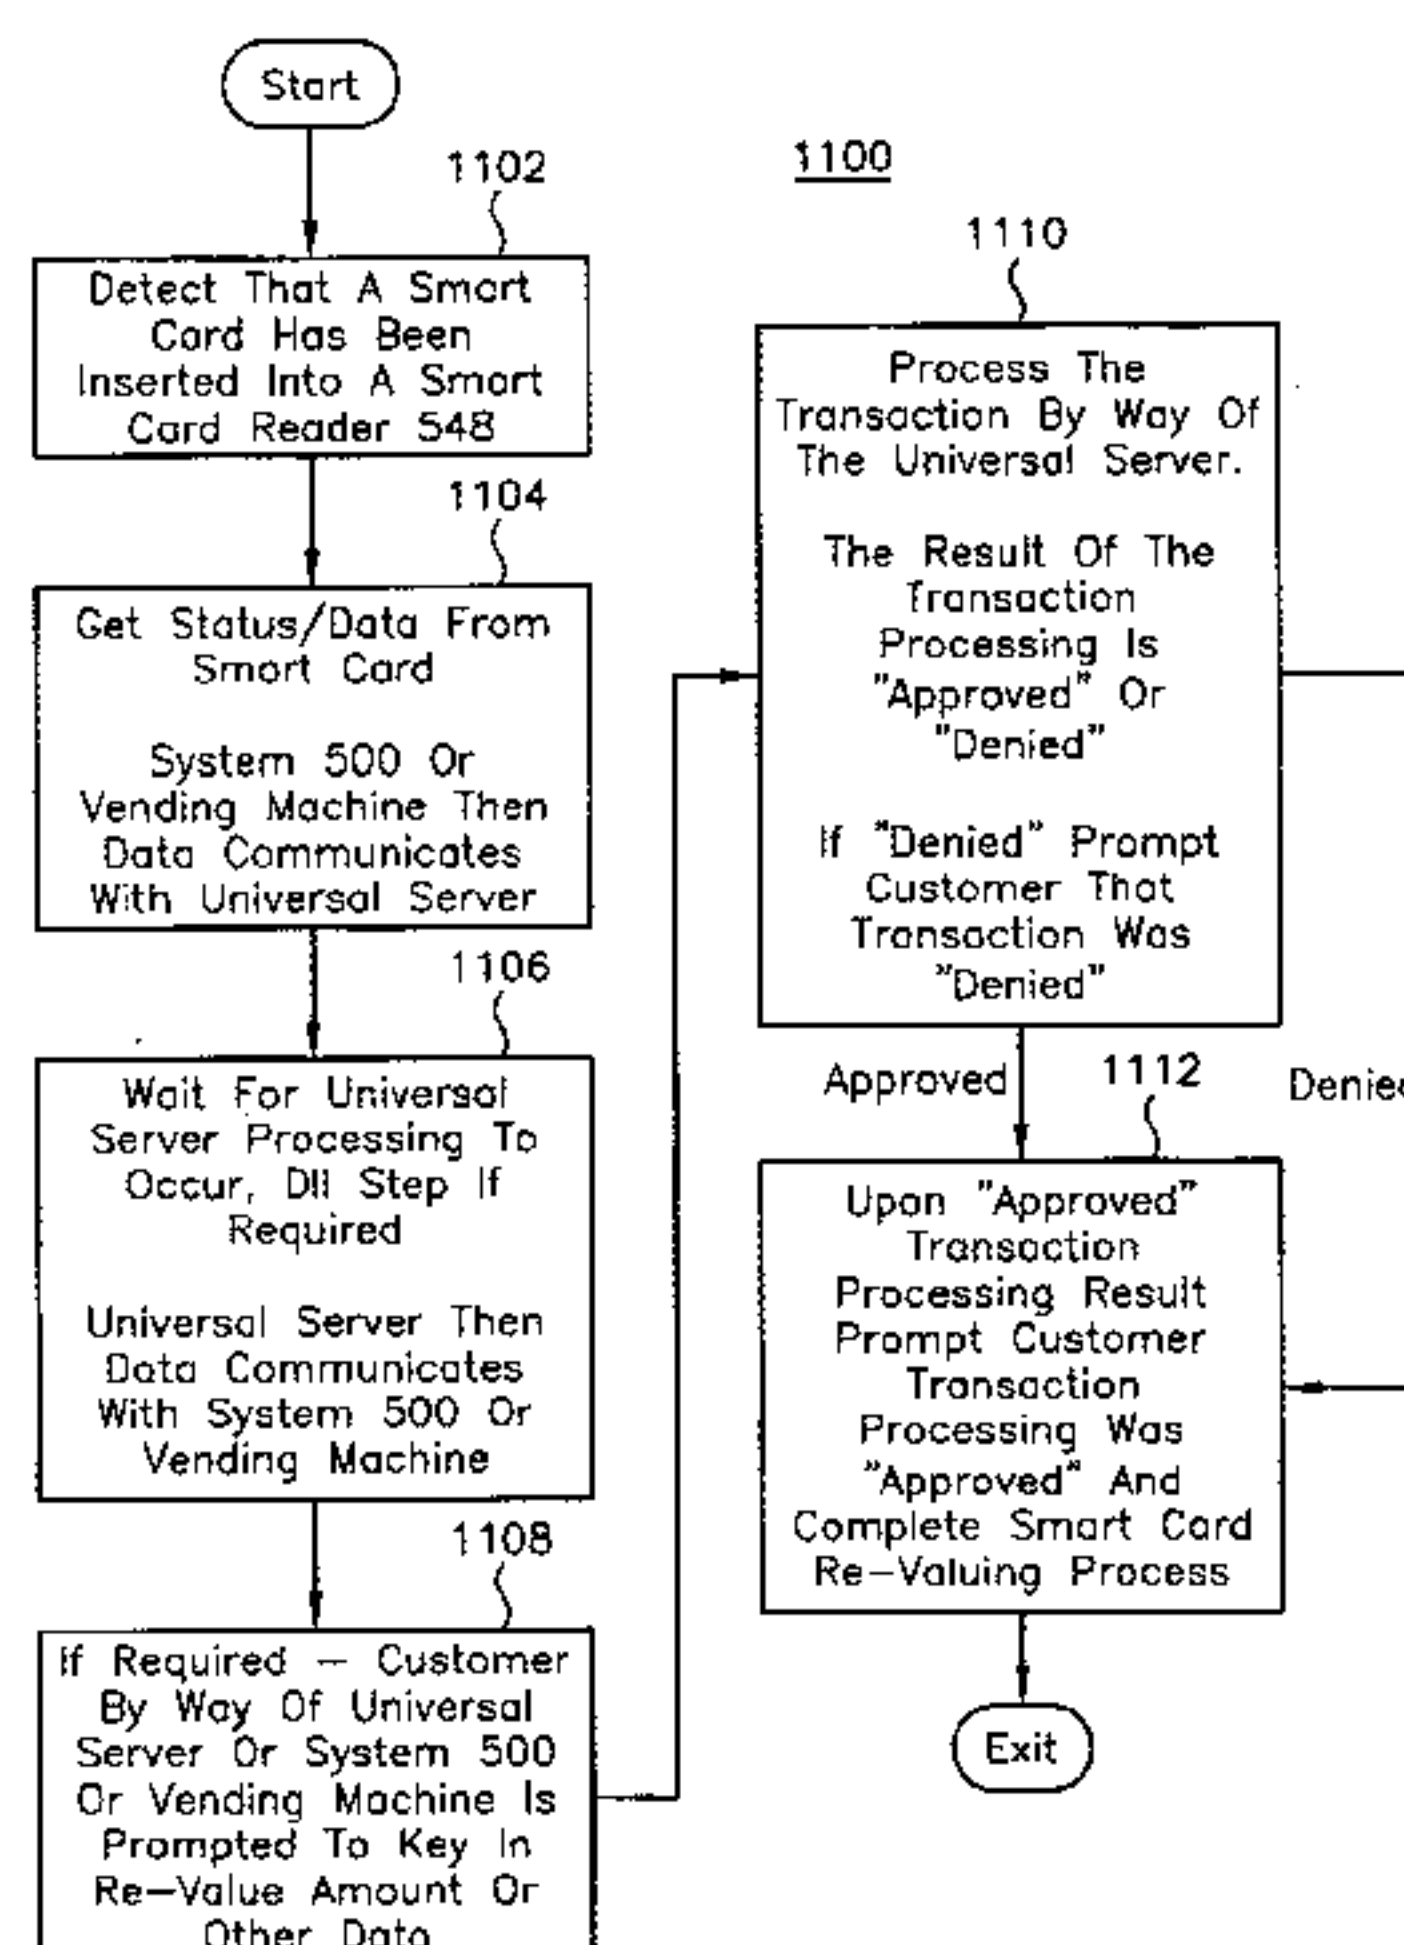 Start
1102
Detect That A Smart
Card Has Been
Inserted Into A Smart
Card Reader 548
1104
Get Status/Data From
Smart Card
System 500 Or
Vending Machine Then
Data Communicates
With Universal Server
1106
Wait For Universal
Server Processing To
Occur, Dll Step If
Required
Universal Server Then
Data Communicates
With System 500 Or
Vending Machine
1108
If Required – Customer
By Way Of Universal
Server Or System 500
Or Vending Machine Is
Prompted To Key In
Re-Value Amount Or
Other Data
1100
1110
Process The
Transaction By Way Of
The Universal Server.
The Result Of The
Transaction
Processing Is
"Approved" Or
"Denied"
If "Denied" Prompt
Customer That
Transaction Was
"Denied"
Approved
Denied
1112
Upon "Approved"
Transaction
Processing Result
Prompt Customer
Transaction
Processing Was
"Approved" And
Complete Smart Card
Re-Valuing Process
Exit